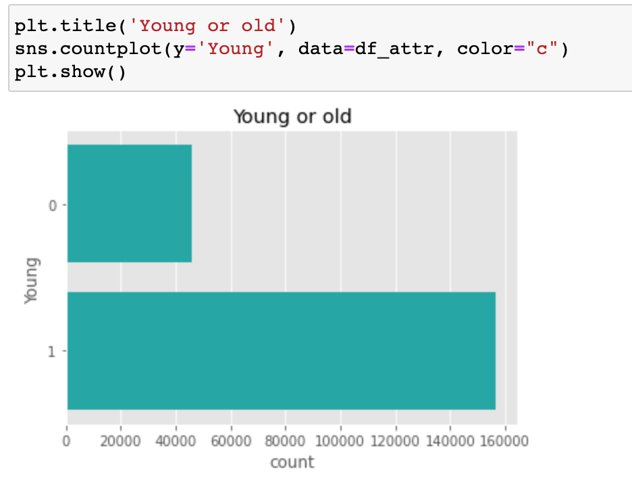 plt.title('Young or old')
sns.countplot(y='Young', data=df_attr, color="c")
plt.show()
Young or old
0
Young
1
0 20000 40000 60000 80000 100000 120000 140000 160000
count